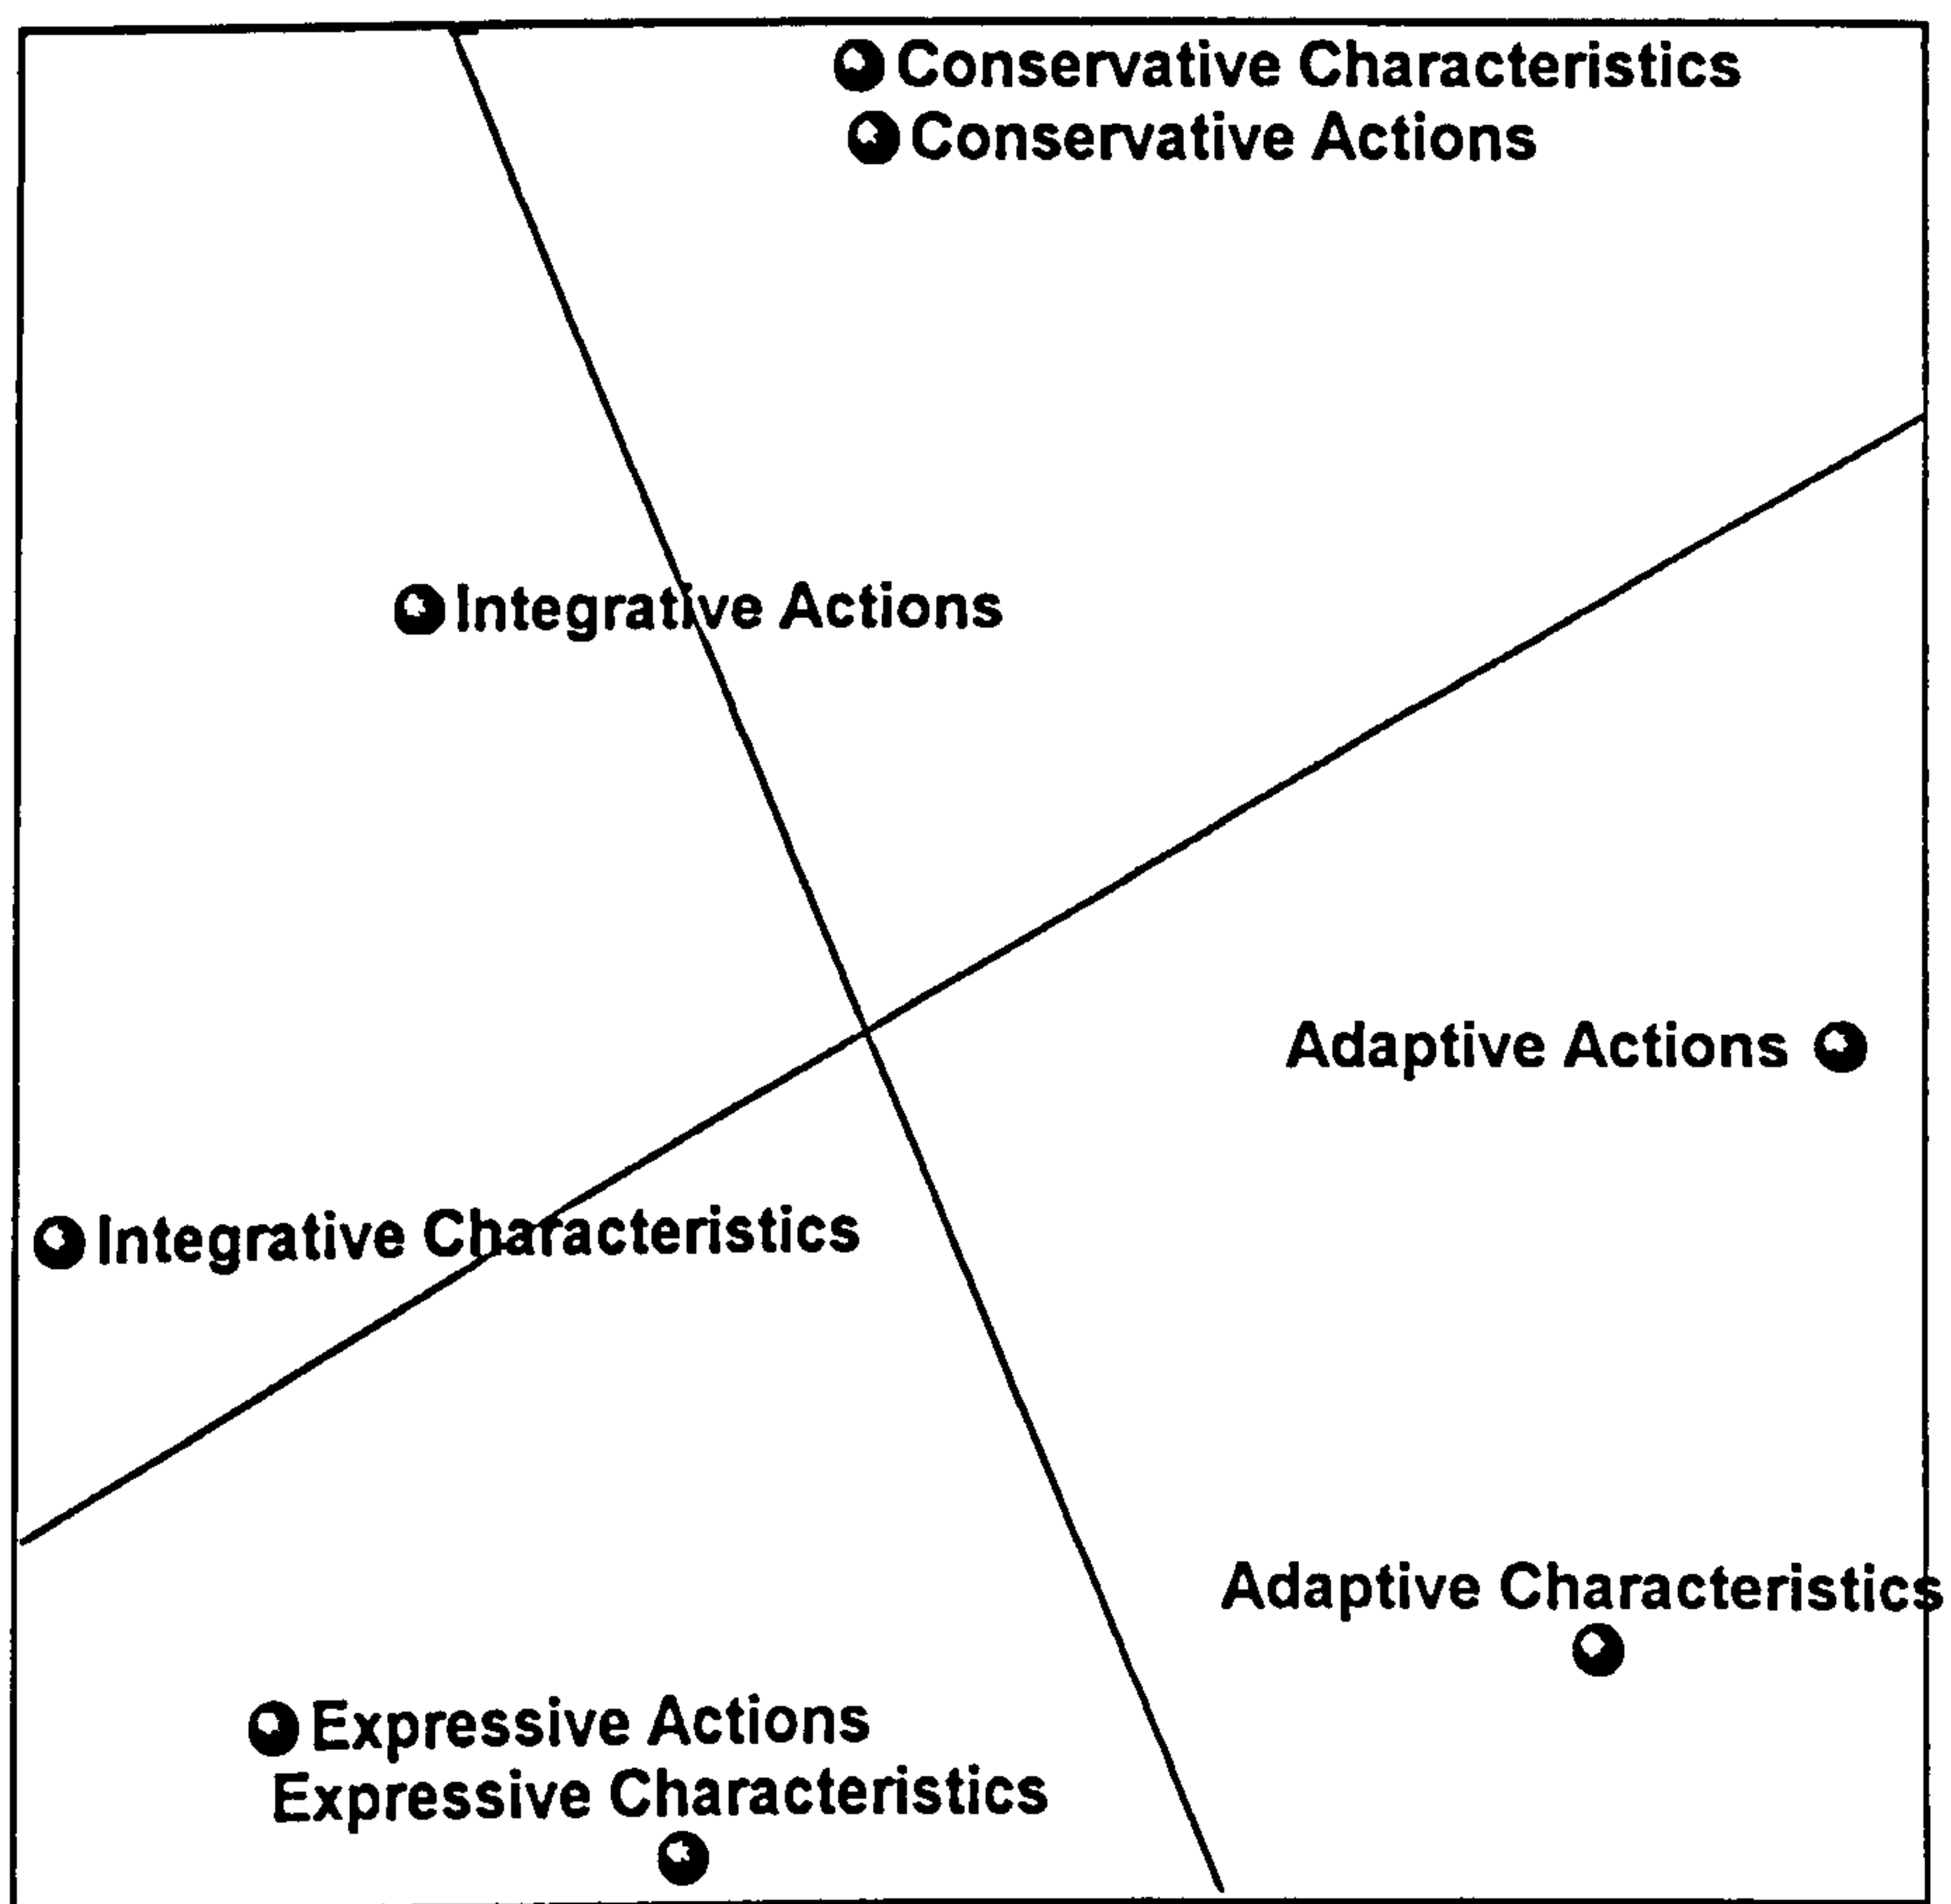 Conservative Characteristics
Conservative Actions
Integrative Actions
Adaptive Actions
Integrative Characteristics
Adaptive Characteristics
Expressive Actions
Expressive Characteristics